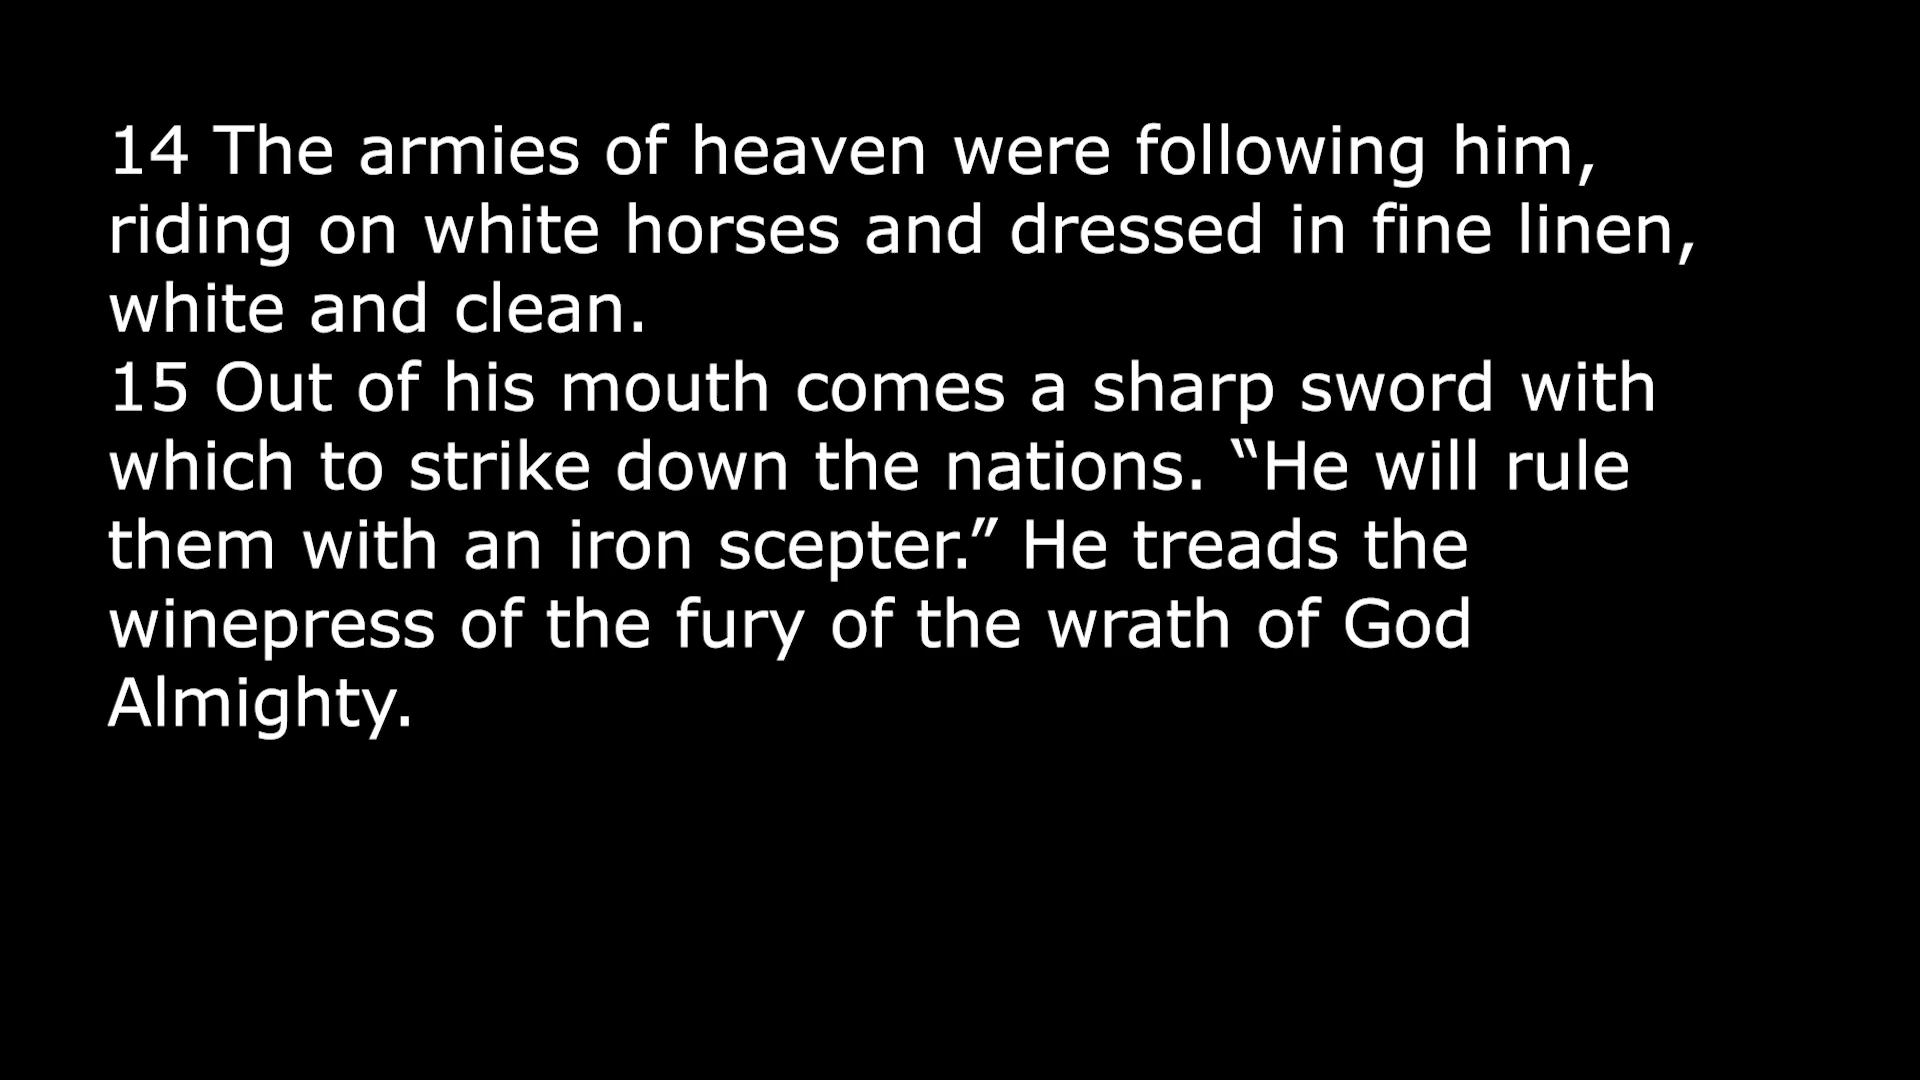 14 The armies of heaven were following him,
riding on white horses and dressed in fine linen,
white and clean.
15 Out of his mouth comes a sharp sword with
which to strike down the nations. “He will rule
them with an iron scepter.” He treads the
winepress of the fury of the wrath of God
Almighty.